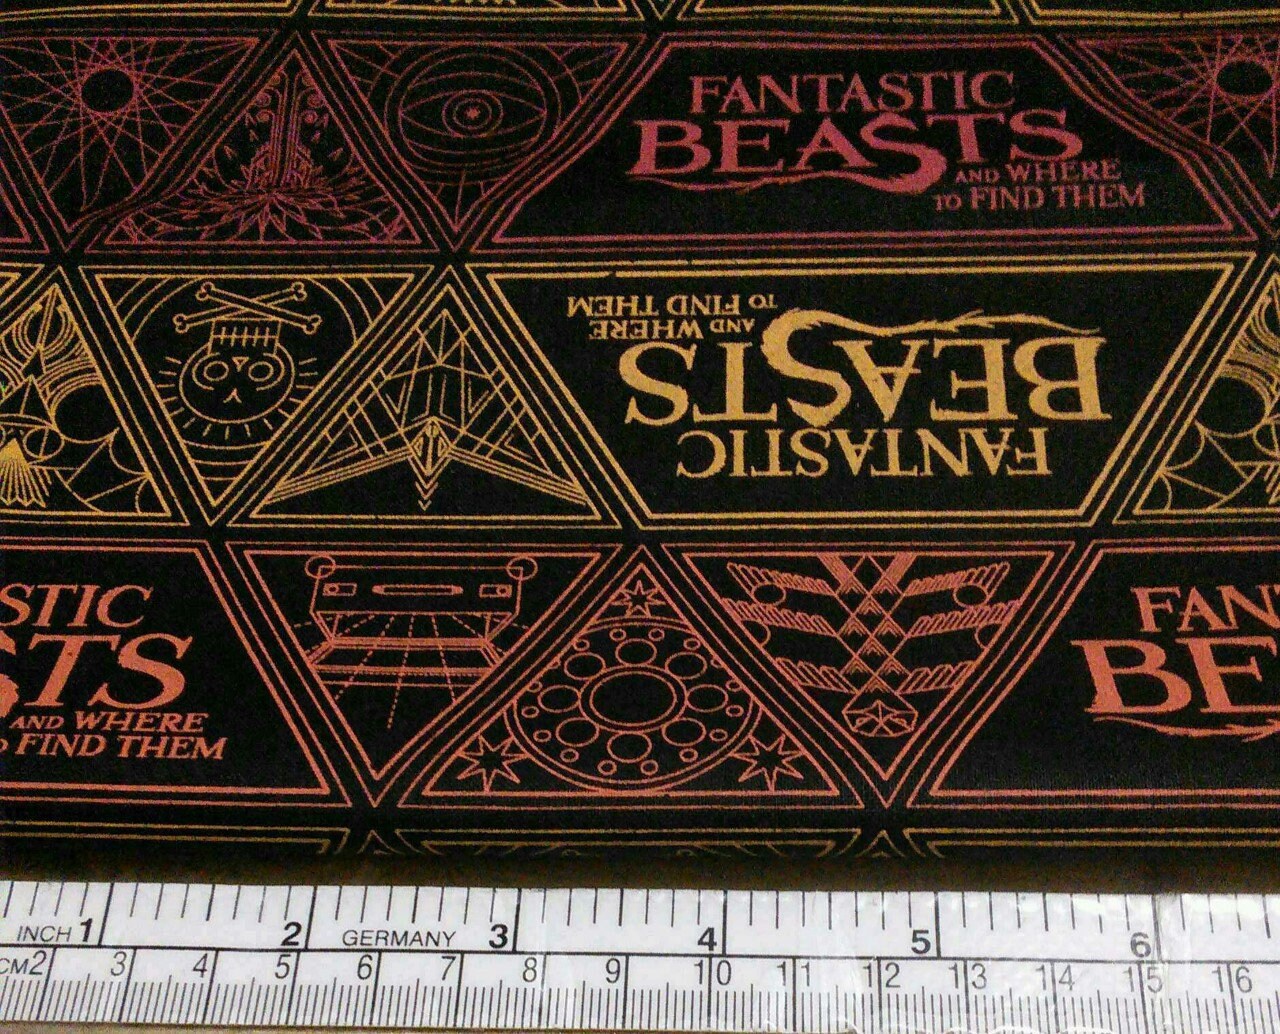 FANTASTIC
BEASTS
AND WHERE
TO FIND THEM
FANTASTIC
BEASTS
AND WHERE
TO FIND THEM
STIC
STS
AND WHERE
O FIND THEM
FAN
BE
INCH 1 2 GERMANY 3 4 5 6
CM2 3 4 5 6 7 8 9 10 11 12 13 14 15 16